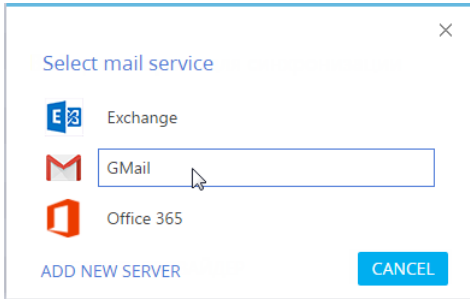 Select mail service
Exchange
GMail
Office 365
ADD NEW SERVER
CANCEL